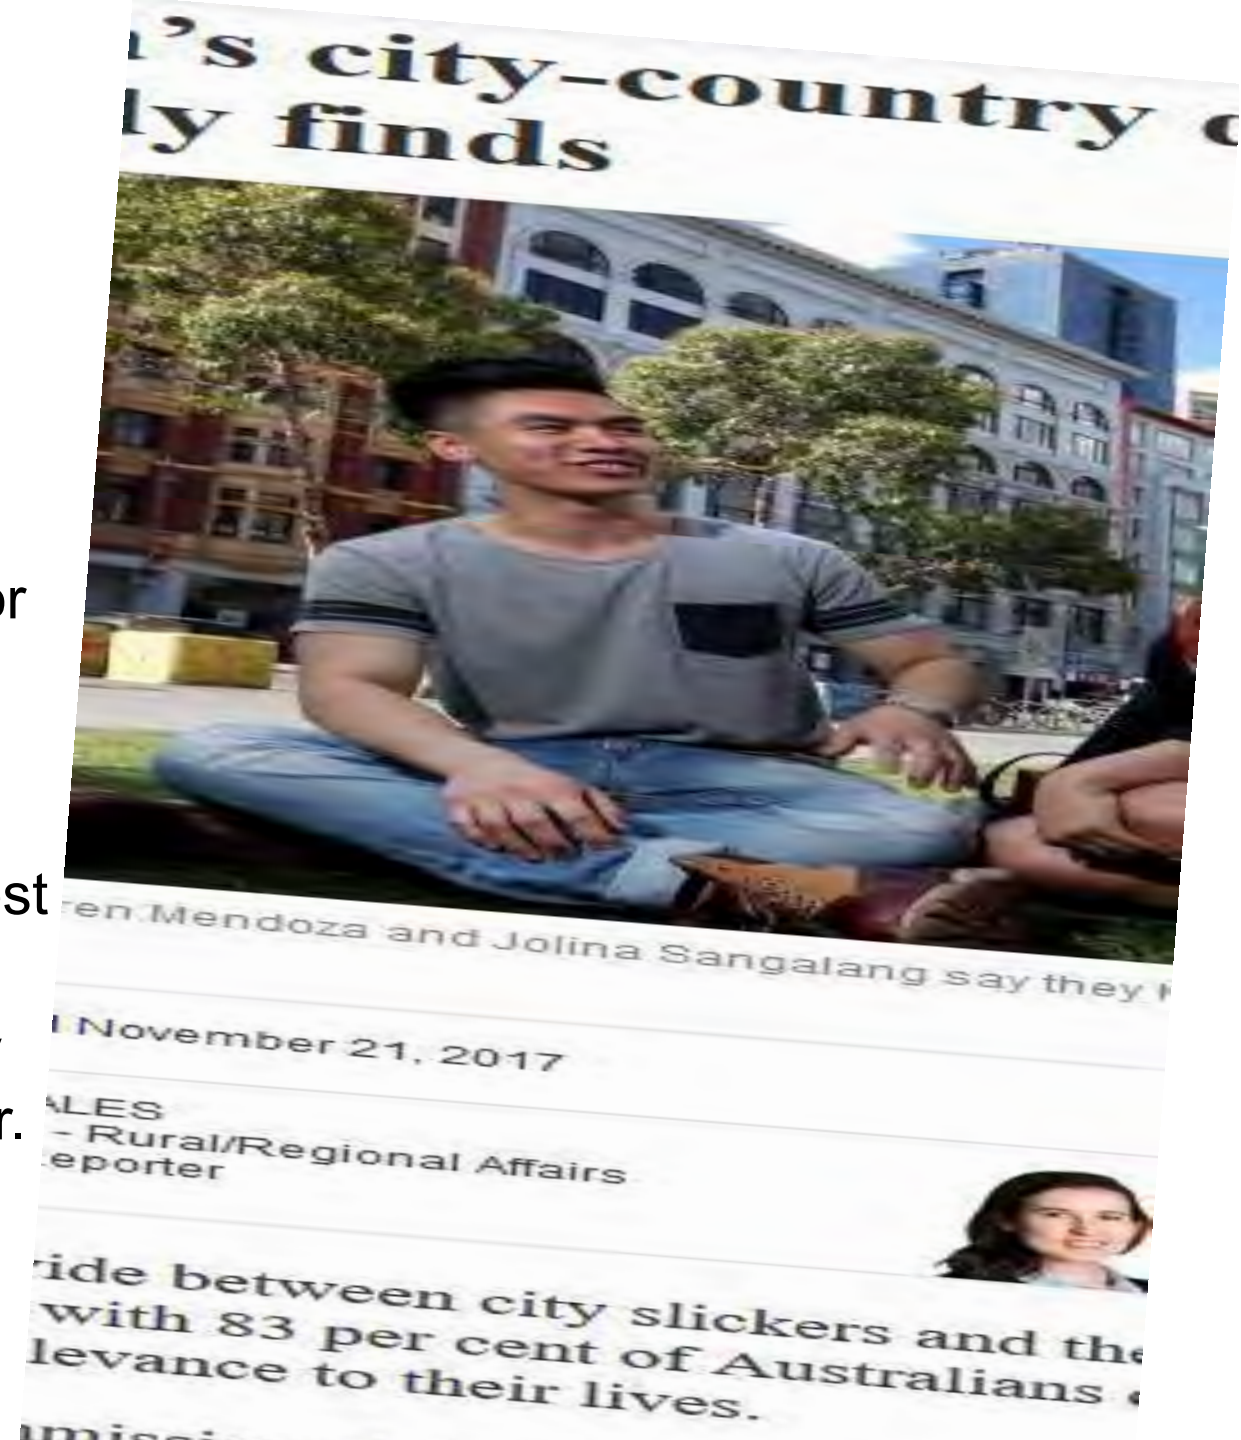 's city-country
ly finds
or
st
Mendoza and Jolina Sangalang say they
November 21, 2017
ALES
r.
- Rural/Regional Affairs
eporter
ide between city slickers and the
with 83 per cent of Australians
levance to their lives.